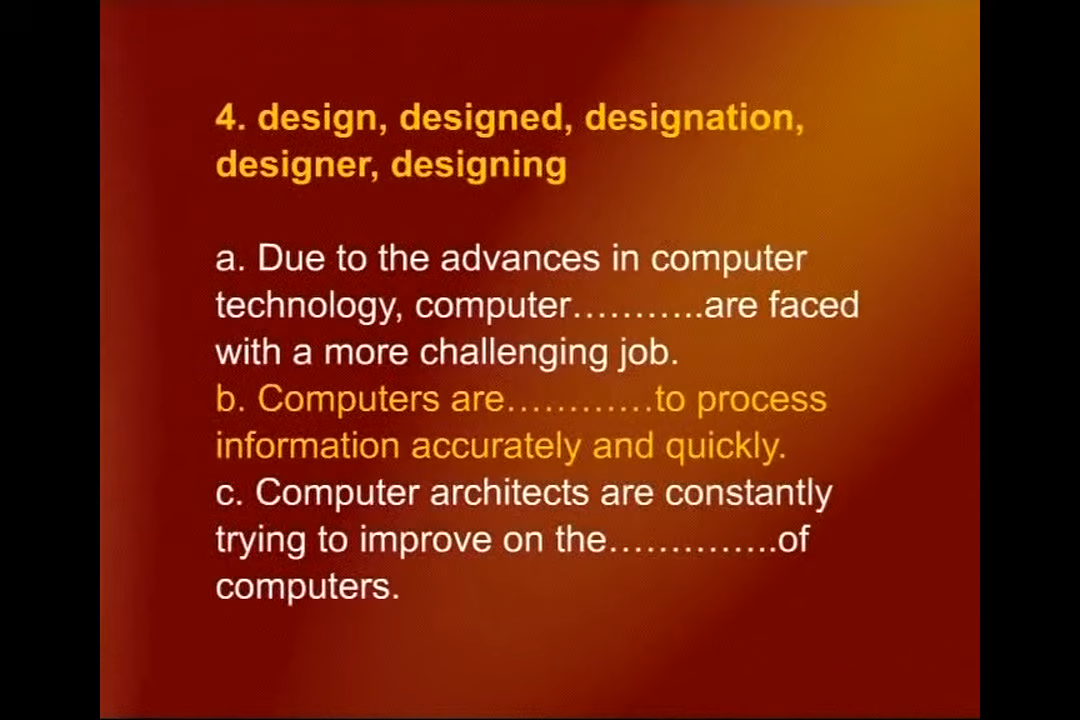 4. design, designed, designation,
designer, designing
a. Due to the advances in computer
technology, computer………..are faced
with a more challenging job.
b. Computers are…………to process
information accurately and quickly.
c. Computer architects are constantly
trying to improve on the…………..of
computers.